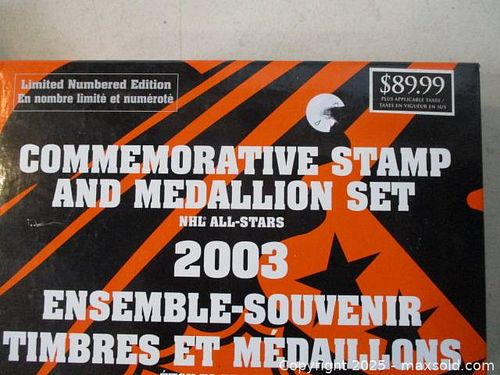 Limited Numbered Edition
En nombre limité et numéroté
$89.99
PLUS APPLICABLE TAXES /
TAXES EN VIGUEUR EN SUS
COMMEMORATIVE STAMP
AND MEDALLION SET
NHL® ALL-STARS
2003
ENSEMBLE-SOUVENIR
TIMBRES ET MÉDAILLONS
Copyright 2025 - maxsold.com